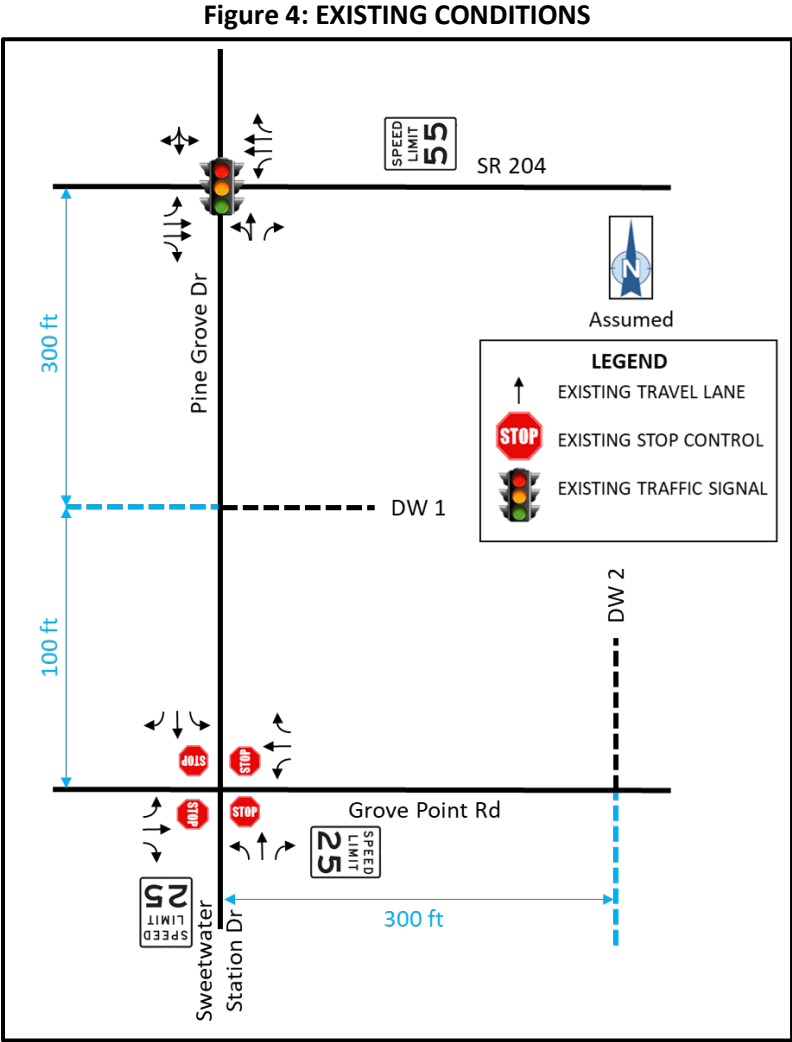 Figure 4: EXISTING CONDITIONS
SPEED
LIMIT
55
SR 204
N
Assumed
300 ft
Pine Grove Dr
LEGEND
EXISTING TRAVEL LANE
STOP
EXISTING STOP CONTROL
EXISTING TRAFFIC SIGNAL
DW 1
DW 2
100 ft
STOP
STOP
STOP
STOP
Grove Point Rd
SPEED
LIMIT
25
SPEED
LIMIT
25
Sweetwater
Station Dr
300 ft